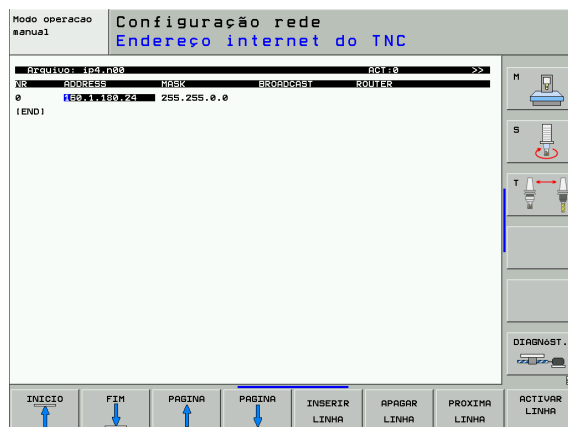 Modo operacao
manual
Configuração rede
Endereço internet do TNC
Arquivo: ip4.n00 ACT:0 >>
NR ADDRESS MASK BROADCAST ROUTER
0 160.1.180.24 255.255.0.0
[END]
M
S
T
DIAGNòST.
INICIO
FIM
PAGINA
PAGINA
INSERIR
LINHA
APAGAR
LINHA
PROXIMA
LINHA
ACTIVAR
LINHA